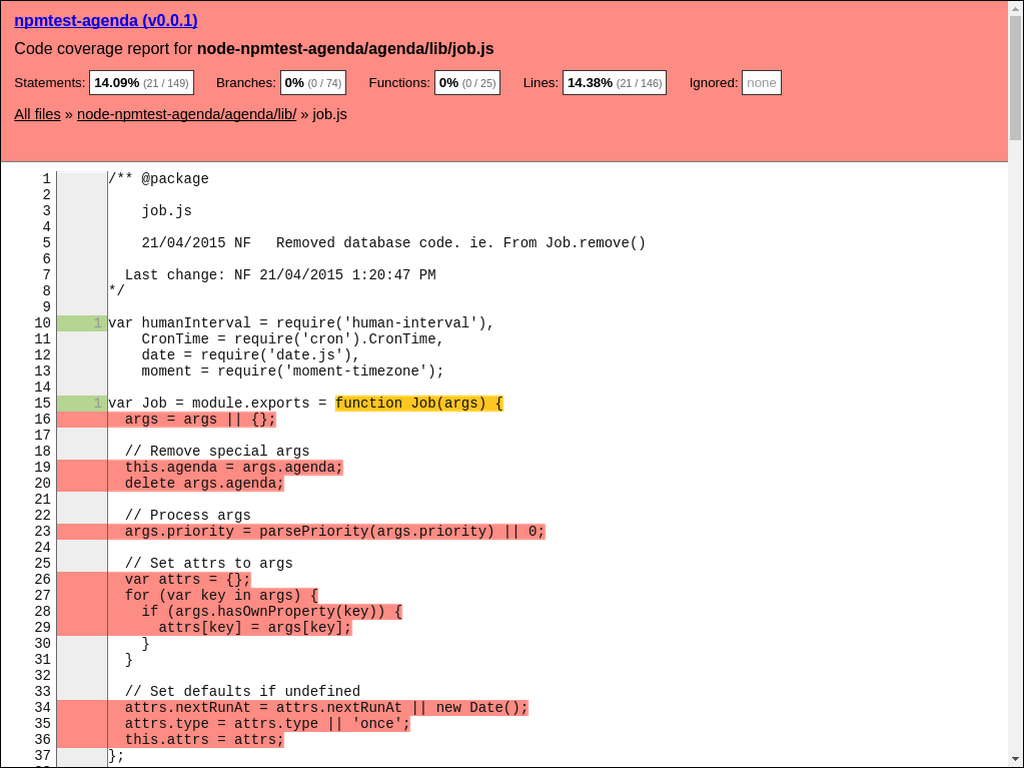 npmtest-agenda (v0.0.1)
Code coverage report for node-npmtest-agenda/agenda/lib/job.js
Statements: 14.09% (21 / 149) Branches: 0% (0 / 74) Functions: 0% (0 / 25) Lines: 14.38% (21 / 146) Ignored: none
All files » node-npmtest-agenda/agenda/lib/ » job.js
1 /** @package
2
3     job.js
4
5     21/04/2015 NF   Removed database code. ie. From Job.remove()
6
7   Last change: NF 21/04/2015 1:20:47 PM
8 */
9
10 1 var humanInterval = require('human-interval'),
11     CronTime = require('cron').CronTime,
12     date = require('date.js'),
13     moment = require('moment-timezone');
14
15 1 var Job = module.exports = function Job(args) {
16   args = args || {};
17
18   // Remove special args
19   this.agenda = args.agenda;
20   delete args.agenda;
21
22   // Process args
23   args.priority = parsePriority(args.priority) || 0;
24
25   // Set attrs to args
26   var attrs = {};
27   for (var key in args) {
28     if (args.hasOwnProperty(key)) {
29       attrs[key] = args[key];
30     }
31   }
32
33   // Set defaults if undefined
34   attrs.nextRunAt = attrs.nextRunAt || new Date();
35   attrs.type = attrs.type || 'once';
36   this.attrs = attrs;
37 };